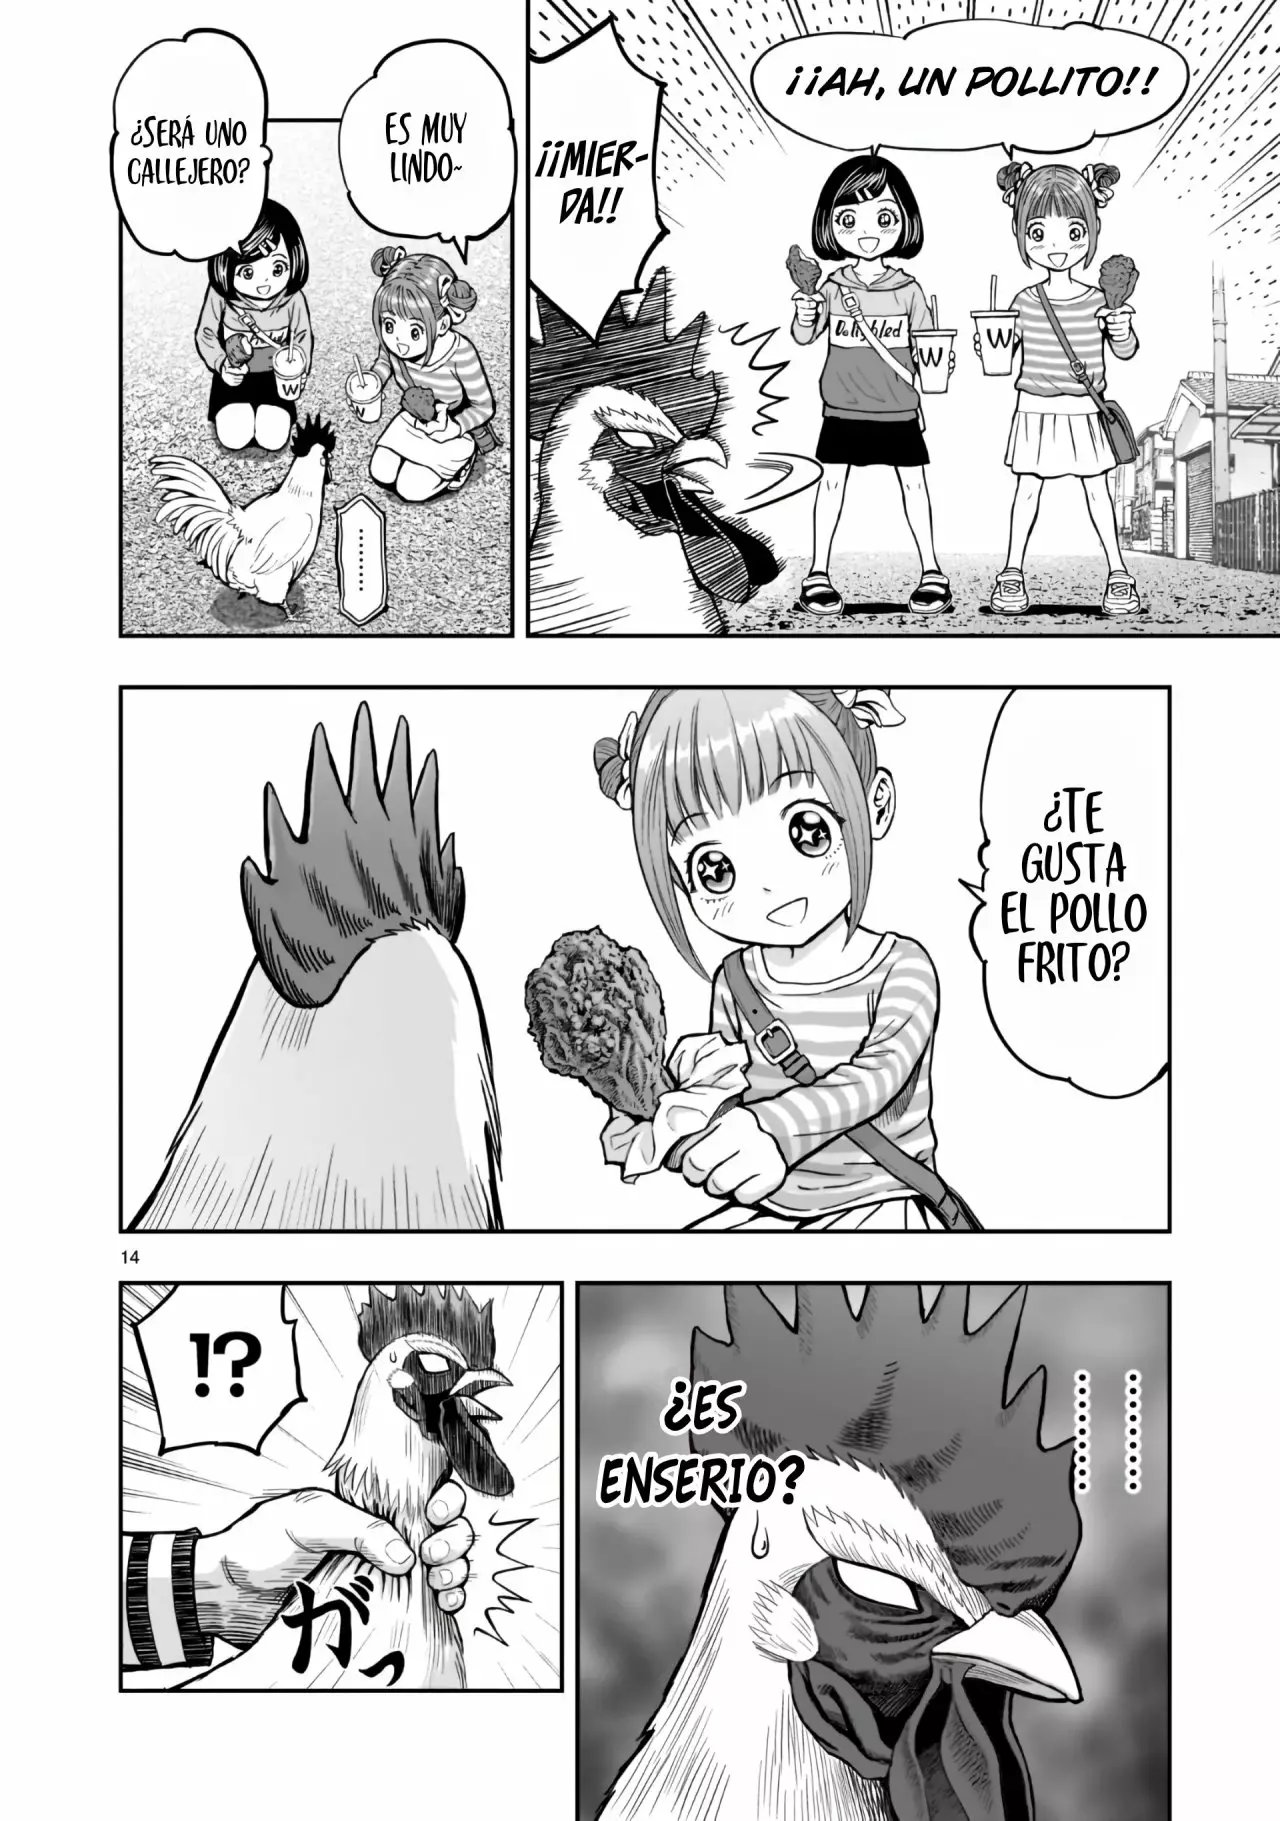 ¡¡AH, UN POLLITO!!
¡¡MIER-
DA!!
Delighbled
W
W
ES MUY
LINDO~
¿SERÁ UNO
CALLEJERO?
W
W
.........
¿TE
GUSTA
EL POLLO
FRITO?
14
¿ES
ENSERIO?
!?
ガッ